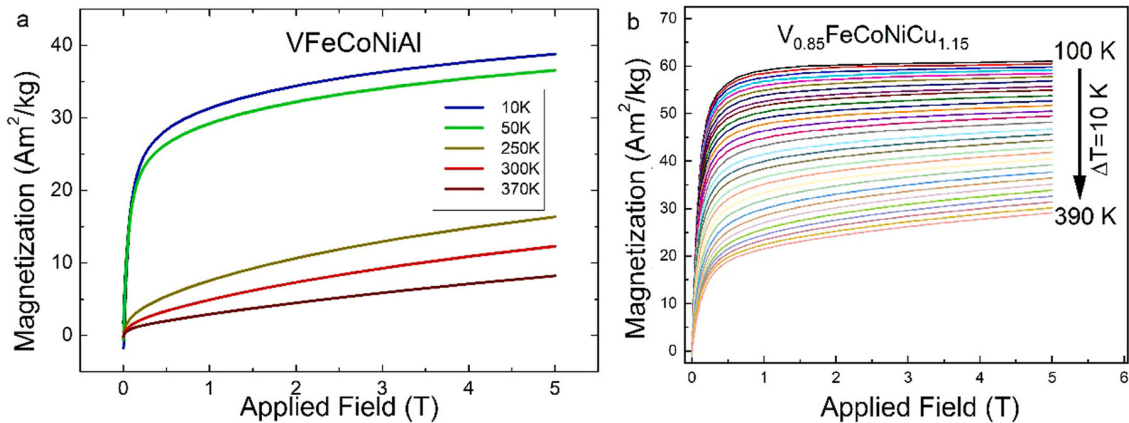 a
VFeCoNiAl
Magnetization (Am²/kg)
40
30
20
10
0
10K
50K
250K
300K
370K
0
1
2
3
4
5
Applied Field (T)
b
V₀.₈₅FeCoNiCu₁.₁₅
Magnetization (Am²/kg)
70
60
50
40
30
20
10
0
100 K
ΔT=10 K
390 K
0
1
2
3
4
5
6
Applied Field (T)